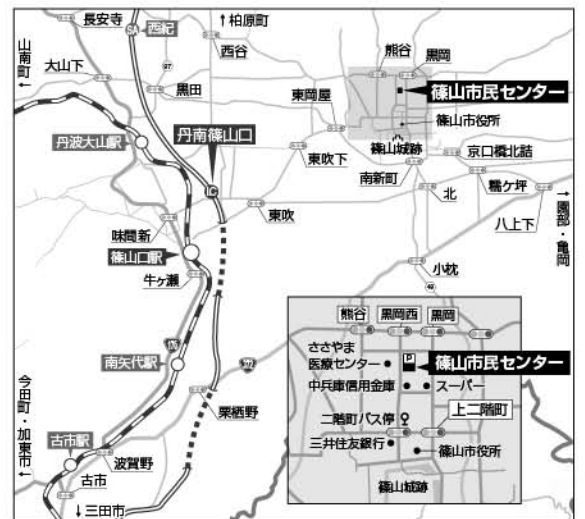 長安寺
SA 西紀
↑柏原町
山南町←
大山下
西谷
97
黒田
熊谷
黒岡
東岡屋
篠山市民センター
篠山市役所
篠山城跡
丹波大山駅
丹南篠山口
IC
東吹下
京口橋北詰
南新町
北
糯ケ坪
→園部・亀岡
東吹
味間新
八上下
篠山口駅
牛ヶ瀬
小枕
49
176
南矢代駅
372
栗栖野
今田町・加東市←
古市駅
波賀野
古市
↓三田市
熊谷
黒岡西
黒岡
ささやま
医療センター
P
篠山市民センター
中兵庫信用金庫
スーパー
二階町バス停
上二階町
三井住友銀行
篠山市役所
篠山城跡